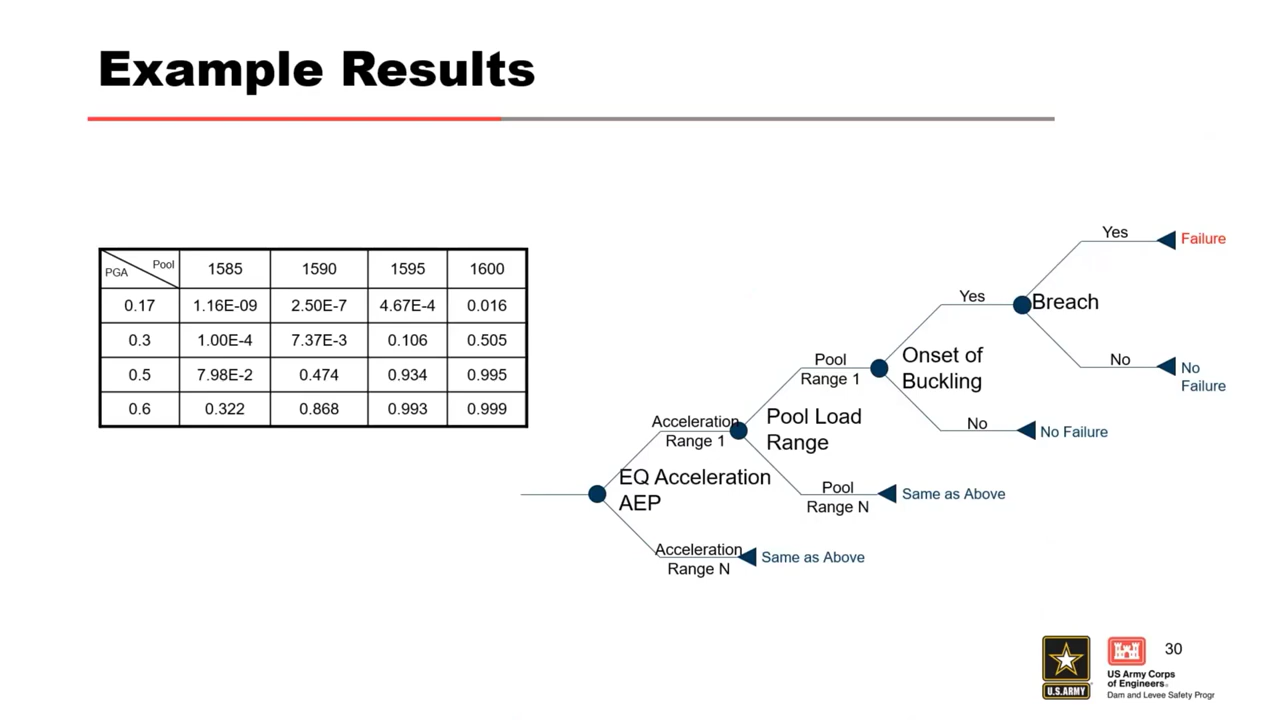 Example Results
PGA Pool 1585 1590 1595 1600
0.17 1.16E-09 2.50E-7 4.67E-4 0.016
0.3 1.00E-4 7.37E-3 0.106 0.505
0.5 7.98E-2 0.474 0.934 0.995
0.6 0.322 0.868 0.993 0.999
Yes
Failure
Yes
Breach
No
No
Failure
Pool
Range 1
Onset of
Buckling
No
No Failure
Acceleration
Range 1
Pool Load
Range
Pool
Range N
Same as Above
EQ Acceleration
AEP
Acceleration
Range N
Same as Above
U.S.ARMY
US Army Corps
of Engineers®
Dam and Levee Safety Progr
30